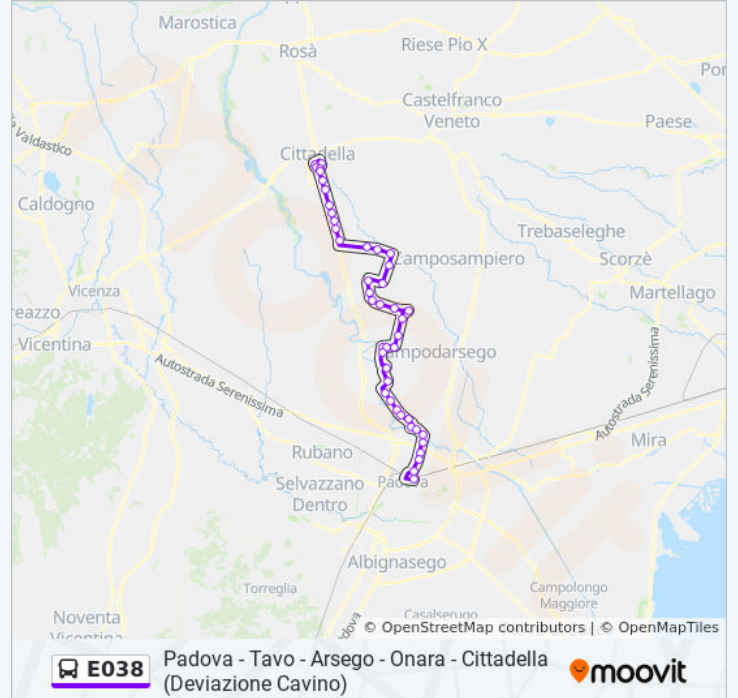 Marostica
Rosà
Riese Pio X
Castelfranco
Veneto
Paese
Valdastico
Cittadella
Caldogno
Trebaseleghe
Camposampiero
Scorzè
Vicenza
Martellago
Vicentina
Campodarsego
Autostrada Serenissima
Autostrada Serenissima
Mira
Rubano
Selvazzano
Dentro
Padova
Albignasego
Torreglia
Campolongo
Maggiore
Noventa
Vicentina
Casalserugo
© OpenStreetMap contributors | © OpenMapTiles
E038
Padova - Tavo - Arsego - Onara - Cittadella
(Deviazione Cavino)
moovit